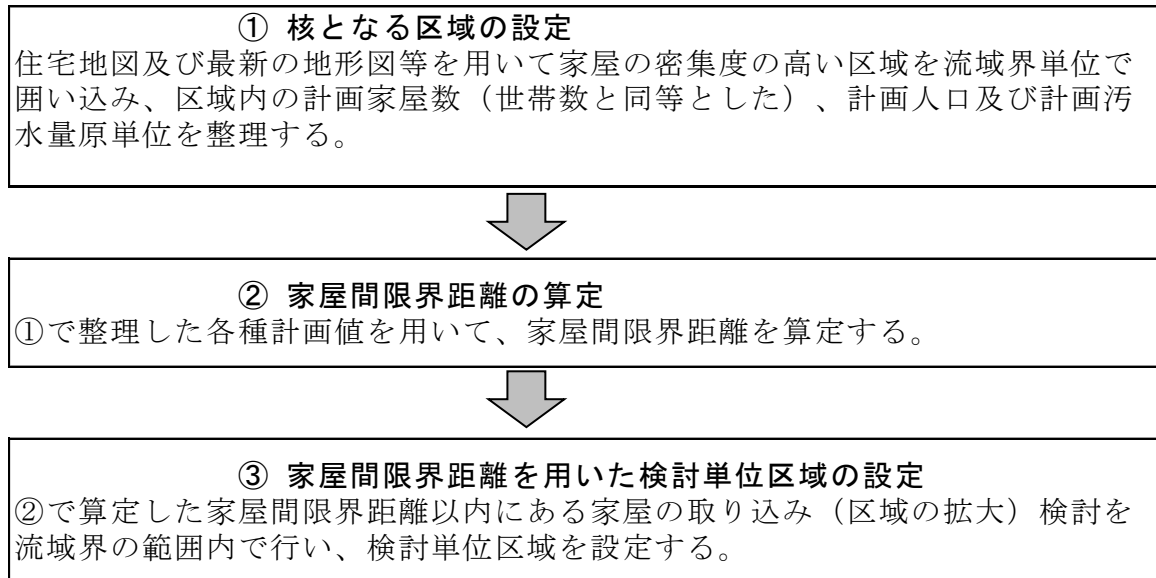 ① 核となる区域の設定
住宅地図及び最新の地形図等を用いて家屋の密集度の高い区域を流域界単位で
囲い込み、区域内の計画家屋数（世帯数と同等とした）、計画人口及び計画汚
水量原単位を整理する。
② 家屋間限界距離の算定
①で整理した各種計画値を用いて、家屋間限界距離を算定する。
③ 家屋間限界距離を用いた検討単位区域の設定
②で算定した家屋間限界距離以内にある家屋の取り込み（区域の拡大）検討を
流域界の範囲内で行い、検討単位区域を設定する。